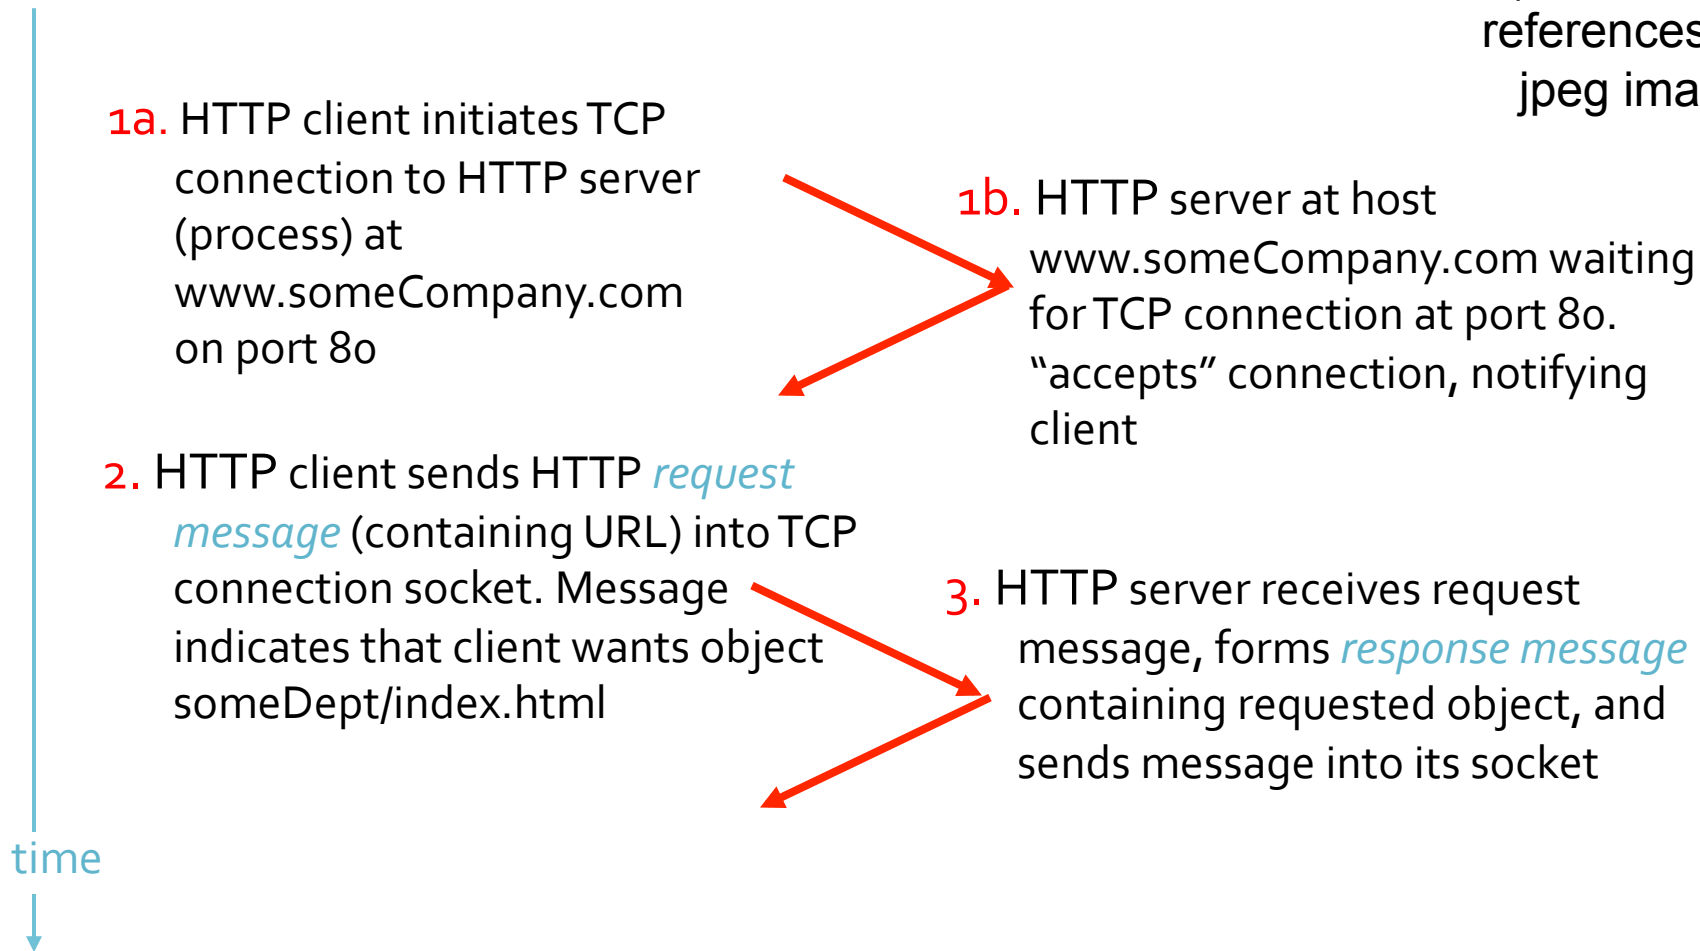 references
jpeg ima
1a. HTTP client initiates TCP
connection to HTTP server
(process) at
www.someCompany.com
on port 80
1b. HTTP server at host
www.someCompany.com waiting
for TCP connection at port 80.
“accepts” connection, notifying
client
2. HTTP client sends HTTP request
message (containing URL) into TCP
connection socket. Message
indicates that client wants object
someDept/index.html
3. HTTP server receives request
message, forms response message
containing requested object, and
sends message into its socket
time